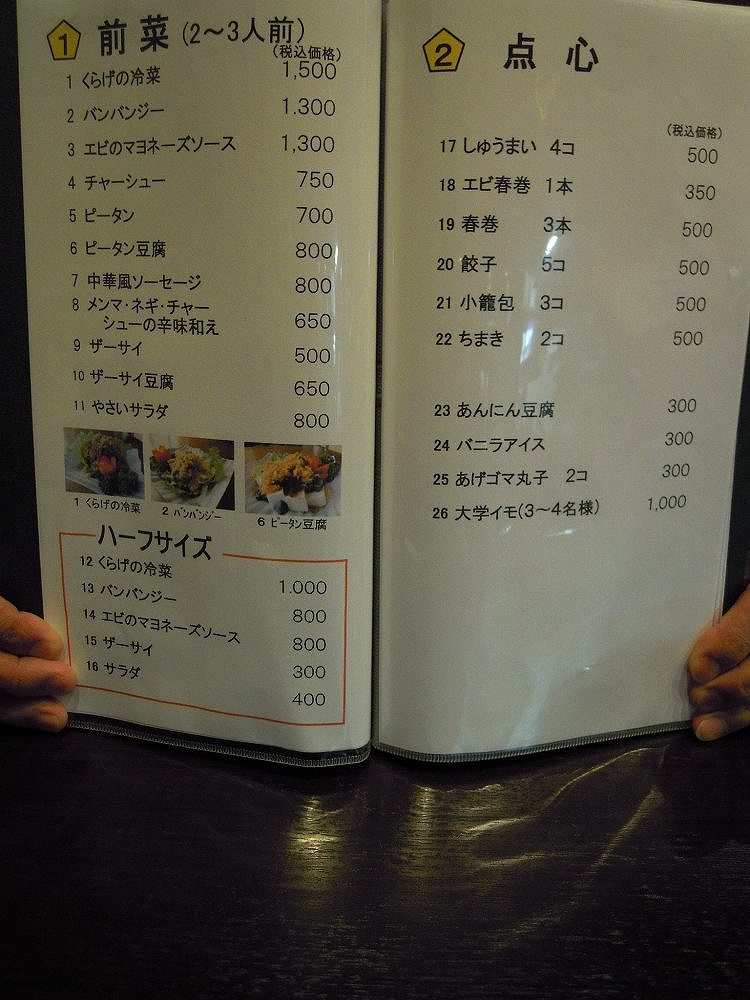 1 前菜 (2～3人前)
(税込価格)
1 くらげの冷菜 1,500
2 バンバンジー 1.300
3 エビのマヨネーズソース 1,300
4 チャーシュー 750
5 ピータン 700
6 ピータン豆腐 800
7 中華風ソーセージ 800
8 メンマ・ネギ・チャー
シューの辛味和え 650
9 ザーサイ 500
10 ザーサイ豆腐 650
11 やさいサラダ 800
1 くらげの冷菜 2 バンバンジー 6 ピータン豆腐
ハーフサイズ
12 くらげの冷菜 1.000
13 バンバンジー 800
14 エビのマヨネーズソース 800
15 ザーサイ 300
16 サラダ 400
2 点心
(税込価格)
17 しゅうまい 4コ 500
18 エビ春巻 1本 350
19 春巻 3本 500
20 餃子 5コ 500
21 小籠包 3コ 500
22 ちまき 2コ 500
23 あんにん豆腐 300
24 バニラアイス 300
25 あげゴマ丸子 2コ 300
26 大学イモ(3～4名様) 1,000